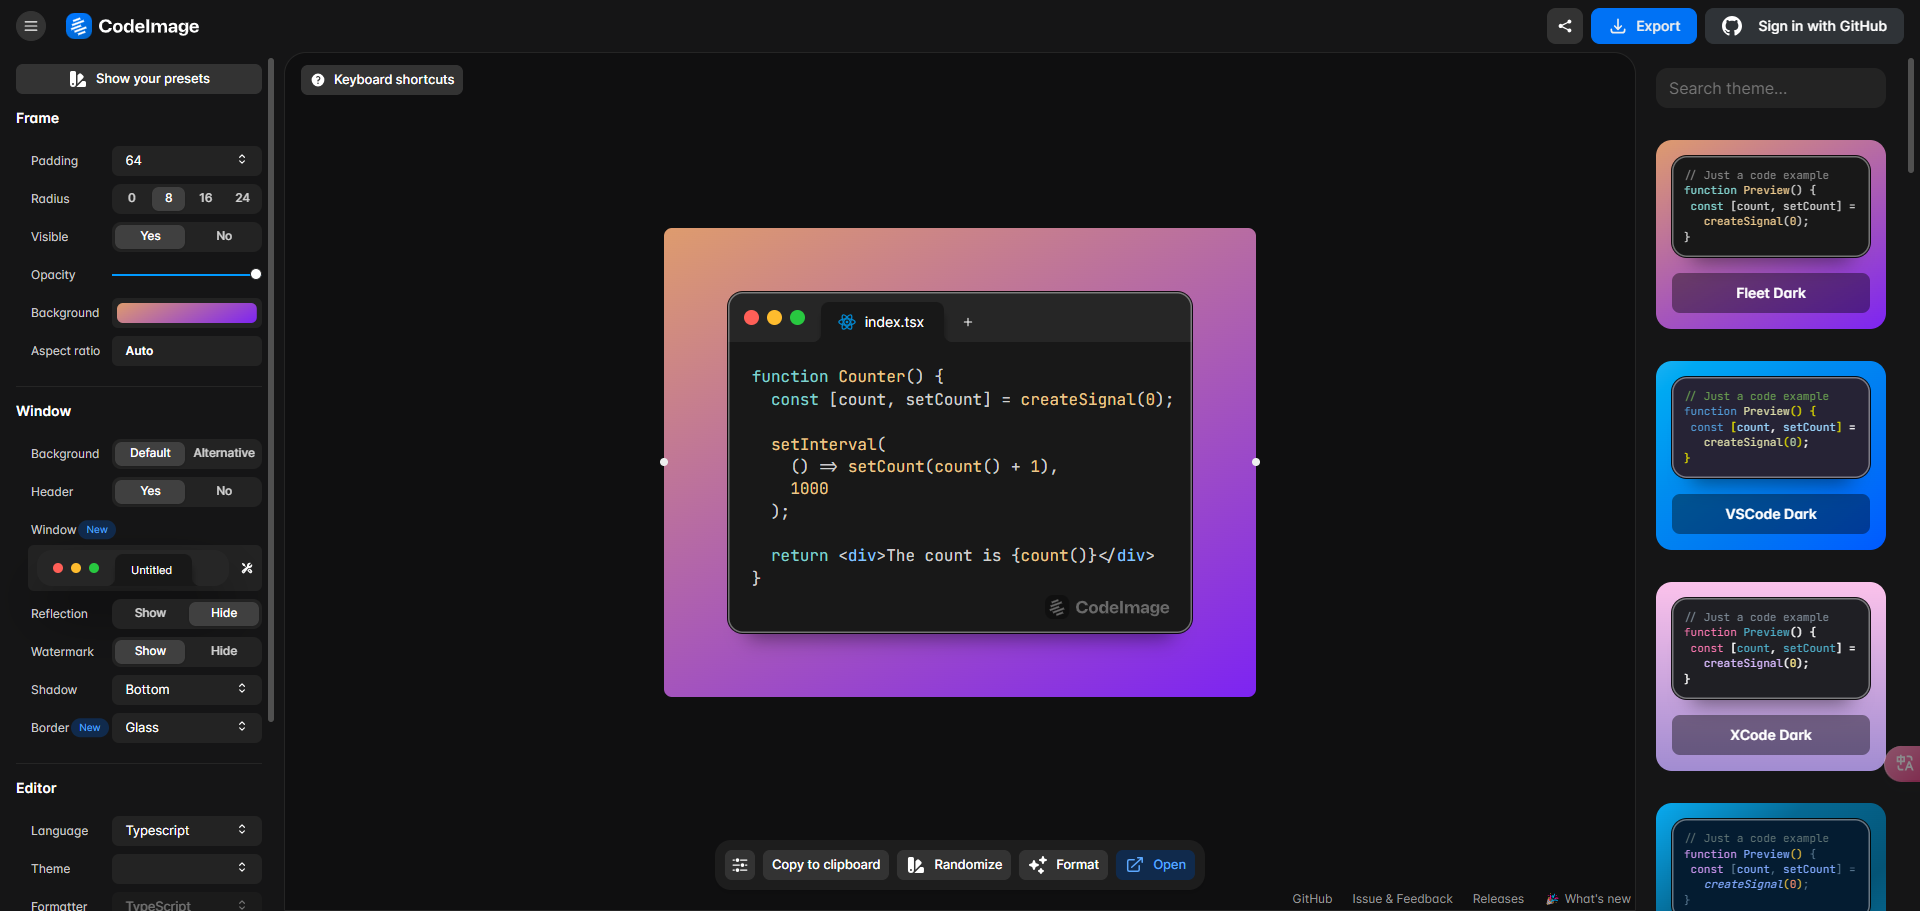 CodeImage
Export
Sign in with GitHub
Show your presets
Frame
Padding
64
Radius
0
8
16
24
Visible
Yes
No
Opacity
Background
Aspect ratio
Auto
Window
Background
Default
Alternative
Header
Yes
No
Window
New
Untitled
Reflection
Show
Hide
Watermark
Show
Hide
Shadow
Bottom
Border
New
Glass
Editor
Language
Typescript
Theme
Formatter
TypeScript
Keyboard shortcuts
index.tsx
+
function Counter() {
const [count, setCount] = createSignal(0);
setInterval(
() => setCount(count() + 1),
1000
);
return <div>The count is {count()}</div>
}
CodeImage
Copy to clipboard
Randomize
Format
Open
GitHub
Issue & Feedback
Releases
What's new
Search theme...
// Just a code example
function Preview() {
const [count, setCount] =
createSignal(0);
}
Fleet Dark
// Just a code example
function Preview() {
const [count, setCount] =
createSignal(0);
}
VSCode Dark
// Just a code example
function Preview() {
const [count, setCount] =
createSignal(0);
}
XCode Dark
// Just a code example
function Preview() {
const [count, setCount] =
createSignal(0);
}